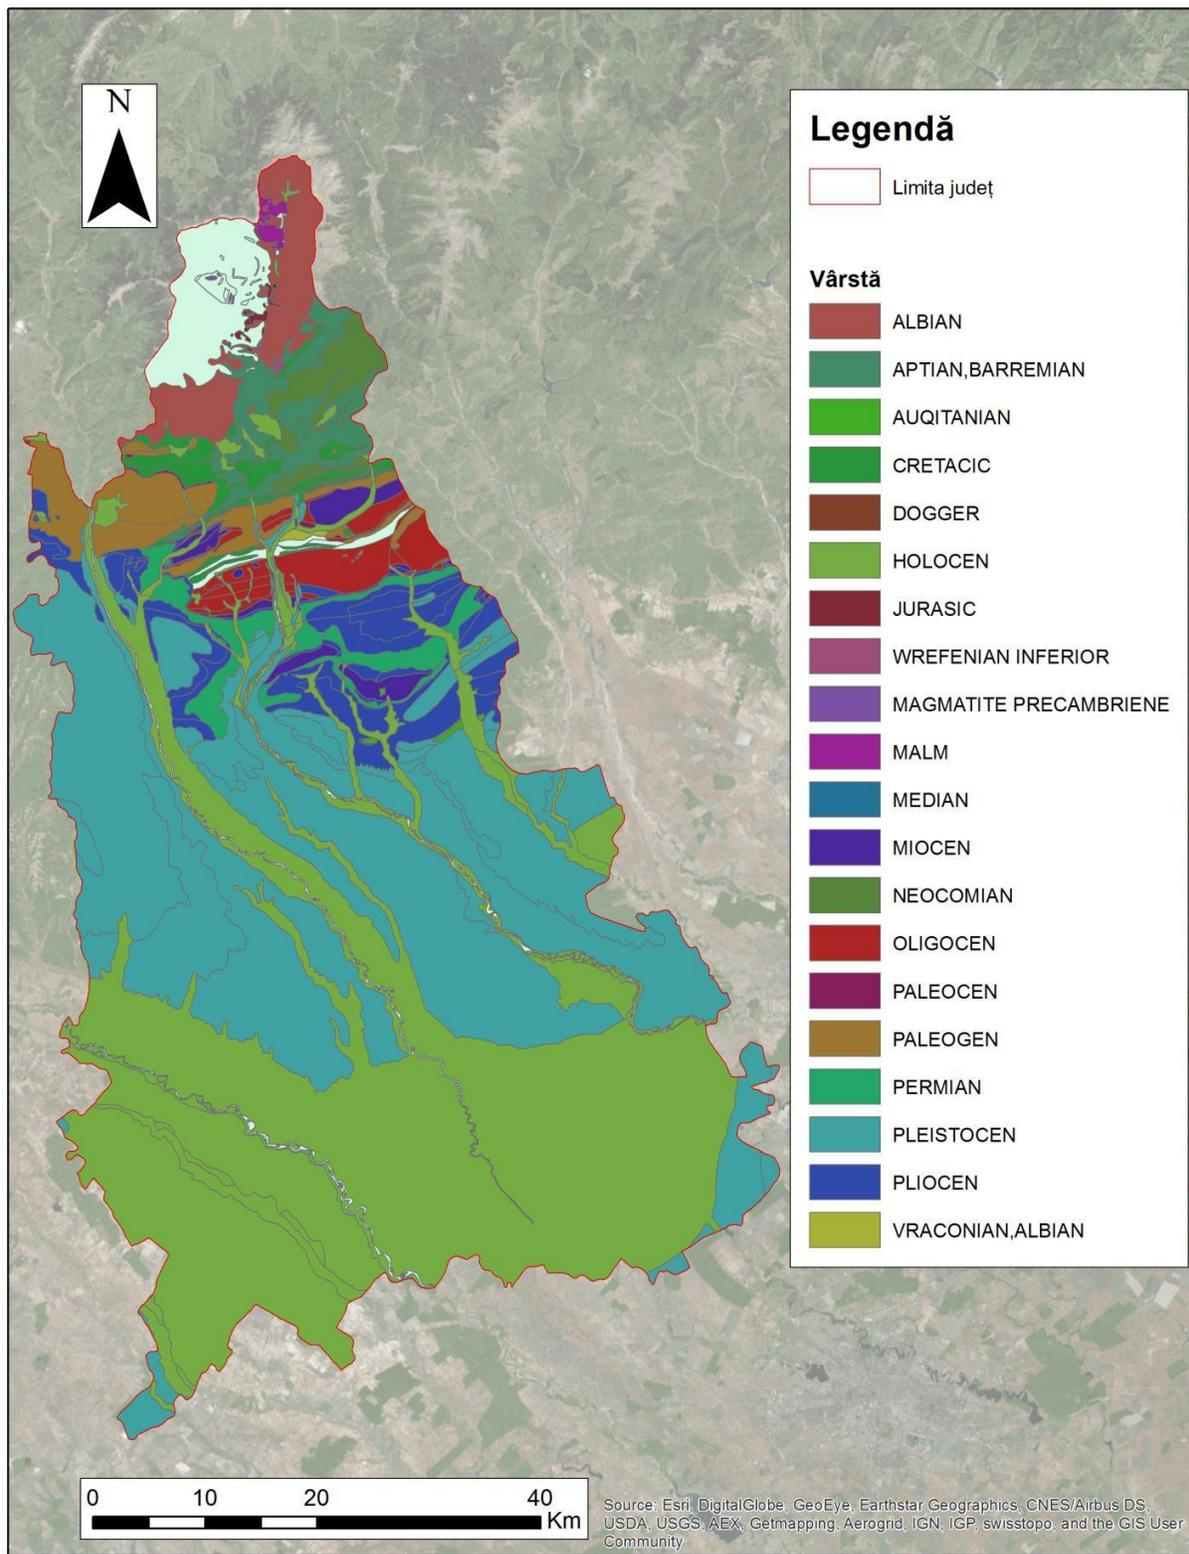 N
Legendă
Limita județ
Vârstă
ALBIAN
APTIAN,BARREMIAN
AUQITANIAN
CRETACIC
DOGGER
HOLOCEN
JURASIC
WREFENIAN INFERIOR
MAGMATITE PRECAMBRIENE
MALM
MEDIAN
MIOCEN
NEOCOMIAN
OLIGOCEN
PALEOCEN
PALEOGEN
PERMIAN
PLEISTOCEN
PLIOCEN
VRACONIAN,ALBIAN
0 10 20 40
Km
Source: Esri, DigitalGlobe, GeoEye, Earthstar Geographics, CNES/Airbus DS,
USDA, USGS, AEX, Getmapping, Aerogrid, IGN, IGP, swisstopo, and the GIS User
Community